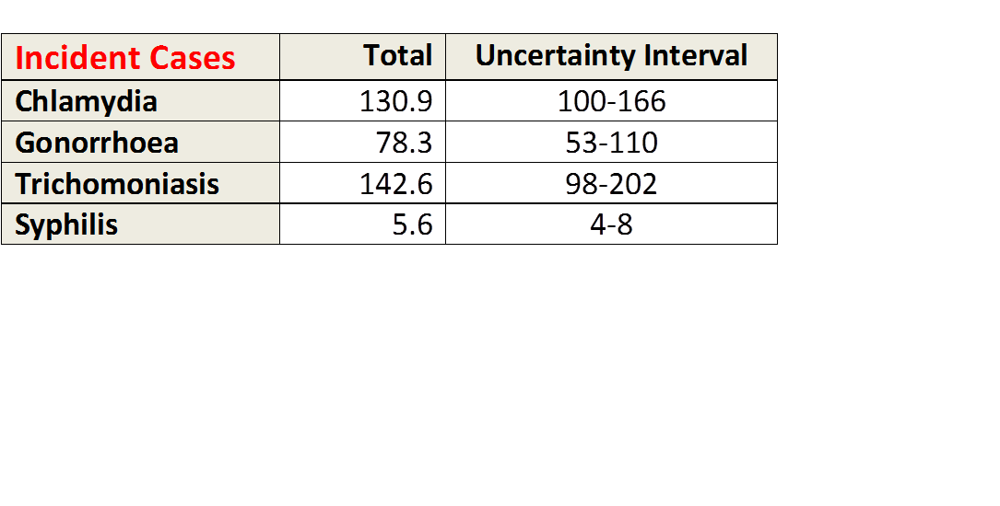 Incident Cases Total Uncertainty Interval
Chlamydia 130.9 100-166
Gonorrhoea 78.3 53-110
Trichomoniasis 142.6 98-202
Syphilis 5.6 4-8